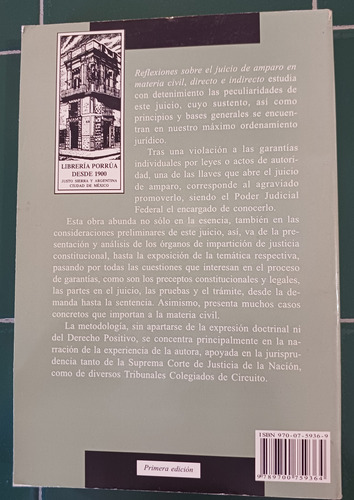 LIBRERÍA PORRÚA
DESDE 1900
JUSTO SIERRA Y ARGENTINA
CIUDAD DE MÉXICO
Reflexiones sobre el juicio de amparo en
materia civil, directo e indirecto estudia
con detenimiento las peculiaridades de
este juicio, cuyo sustento, así como
principios y bases generales se encuen-
tran en nuestro máximo ordenamiento
jurídico.
Tras una violación a las garantías
individuales por leyes o actos de autori-
dad, una de las llaves que abre el juicio
de amparo, corresponde al agraviado
promoverlo, siendo el Poder Judicial
Federal el encargado de conocerlo.
Esta obra abunda no sólo en la esencia, también en las
consideraciones preliminares de este juicio, así, va de la pre-
sentación y análisis de los órganos de impartición de justicia
constitucional, hasta la exposición de la temática respectiva,
pasando por todas las cuestiones que interesan en el proceso
de garantías, como son los preceptos constitucionales y legales,
las partes en el juicio, las pruebas y el trámite, desde la de-
manda hasta la sentencia. Asimismo, presenta muchos casos
concretos que importan a la materia civil.
La metodología, sin apartarse de la expresión doctrinal ni
del Derecho Positivo, se concentra principalmente en la na-
rración de la experiencia de la autora, apoyada en la jurispru-
dencia tanto de la Suprema Corte de Justicia de la Nación,
como de diversos Tribunales Colegiados de Circuito.
Primera edición
ISBN 970-07-5936-9
9 789700 759364